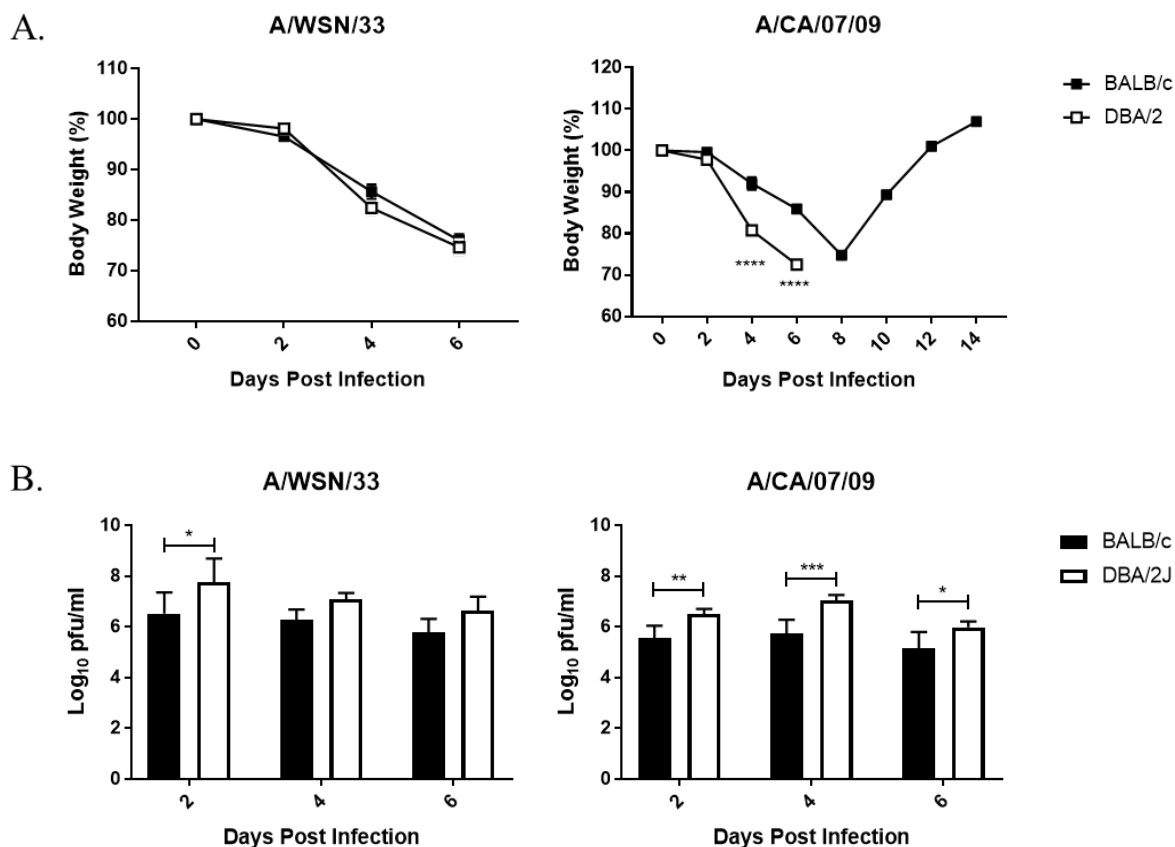 A.
A/WSN/33
Body Weight (%)
110
100
90
80
70
60
0 2 4 6
Days Post Infection
A/CA/07/09
Body Weight (%)
120
110
100
90
80
70
60
****
****
0 2 4 6 8 10 12 14
Days Post Infection
BALB/c
DBA/2
B.
A/WSN/33
Log₁₀ pfu/ml
10
8
6
4
2
0
*
2 4 6
Days Post Infection
A/CA/07/09
Log₁₀ pfu/ml
10
8
6
4
2
0
**
***
*
2 4 6
Days Post Infection
BALB/c
DBA/2J